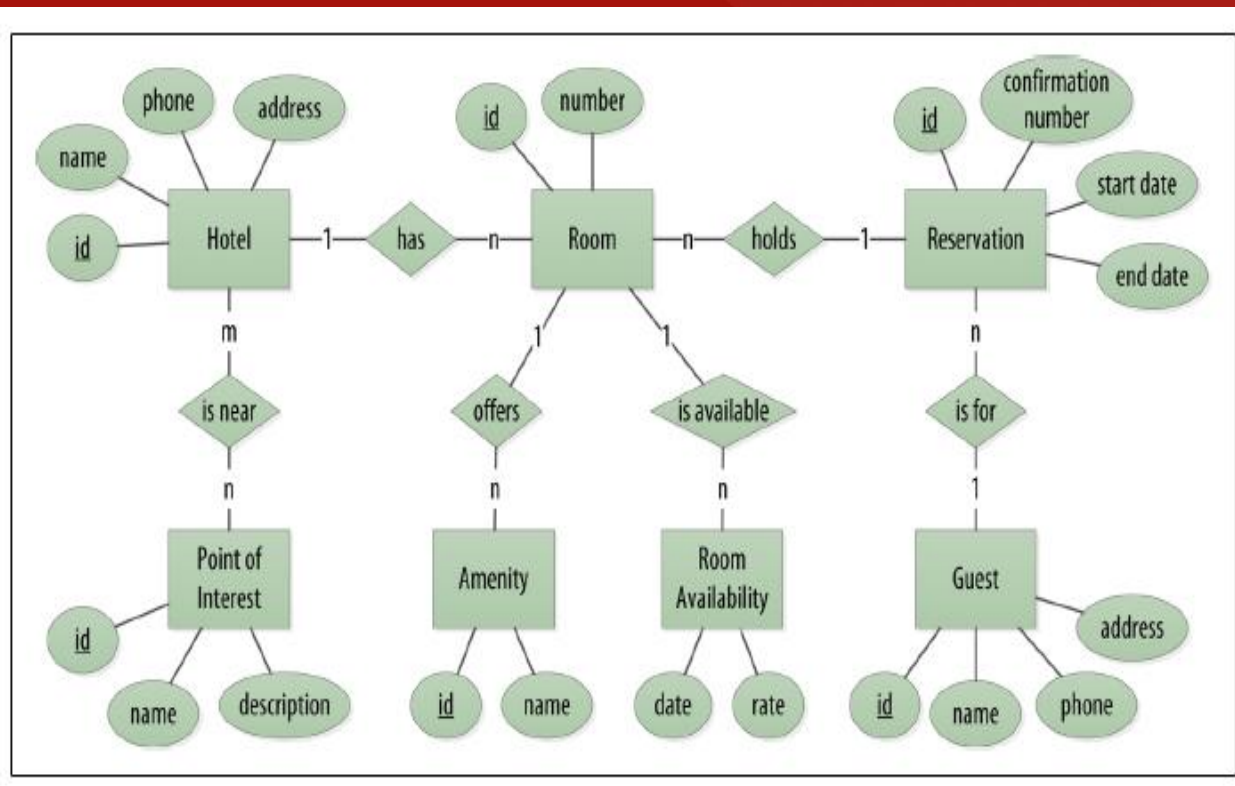 phone
address
name
id
Hotel
1
has
n
id
number
Room
n
holds
1
id
confirmation
number
start date
end date
Reservation
m
is near
n
1
offers
n
1
is available
n
n
is for
1
Point of
Interest
id
name
description
Amenity
id
name
Room
Availability
date
rate
Guest
address
id
name
phone